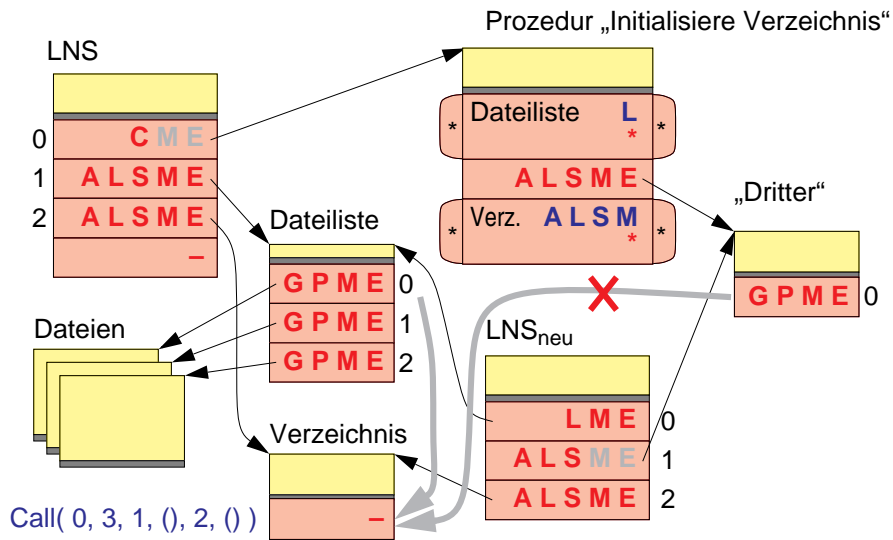 Prozedur „Initialisiere Verzeichnis“
LNS
0 C M E
1 A L S M E
2 A L S M E
–
* Dateiliste L *
*
A L S M E
* Verz. A L S M *
*
„Dritter“
G P M E 0
Dateiliste
G P M E 0
G P M E 1
G P M E 2
Dateien
LNSneu
L M E 0
A L S M E 1
A L S M E 2
Verzeichnis
–
Call( 0, 3, 1, (), 2, () )